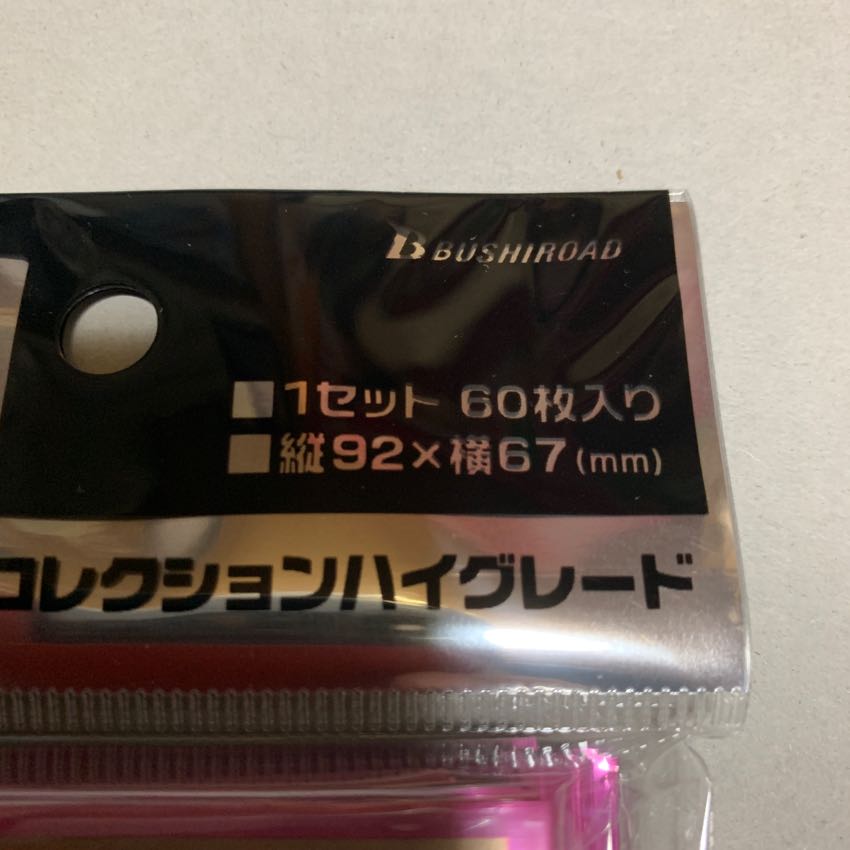 BUSHIROAD
■1セット 60枚入り
■縦92×横67(mm)
コレクションハイグレード